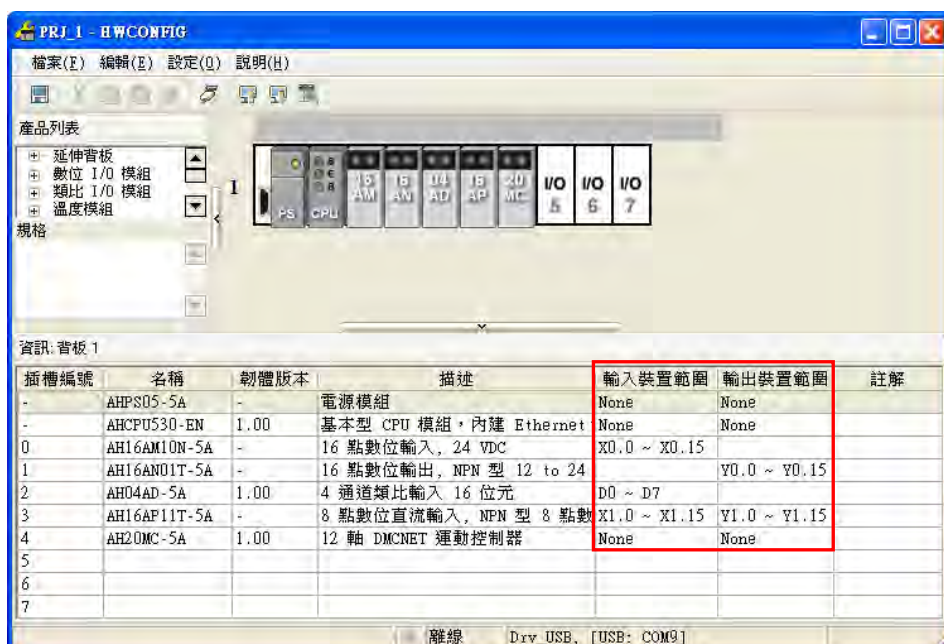 PRJ_1 - HWCONFIG
檔案(F) 編輯(E) 設定(O) 說明(H)
產品列表
延伸背板
數位 I/O 模組
類比 I/O 模組
溫度模組
規格
1
PS CPU 16 AM 16 AN 04 AD 16 AP 20 MC I/O 5 I/O 6 I/O 7
資訊: 背板 1
插槽編號 名稱 韌體版本 描述 輸入裝置範圍 輸出裝置範圍 註解
- AHPS05-5A - 電源模組 None None
- AHCPU530-EN 1.00 基本型 CPU 模組，內建 Ethernet None None
0 AH16AM10N-5A - 16 點數位輸入, 24 VDC X0.0 ~ X0.15
1 AH16AN01T-5A - 16 點數位輸出, NPN 型 12 to 24 Y0.0 ~ Y0.15
2 AH04AD-5A 1.00 4 通道類比輸入 16 位元 D0 ~ D7
3 AH16AP11T-5A - 8 點數位直流輸入, NPN 型 8 點數 X1.0 ~ X1.15 Y1.0 ~ Y1.15
4 AH20MC-5A 1.00 12 軸 DMCNET 運動控制器 None None
5
6
7
離線 Drv USB, [USB: COM9]